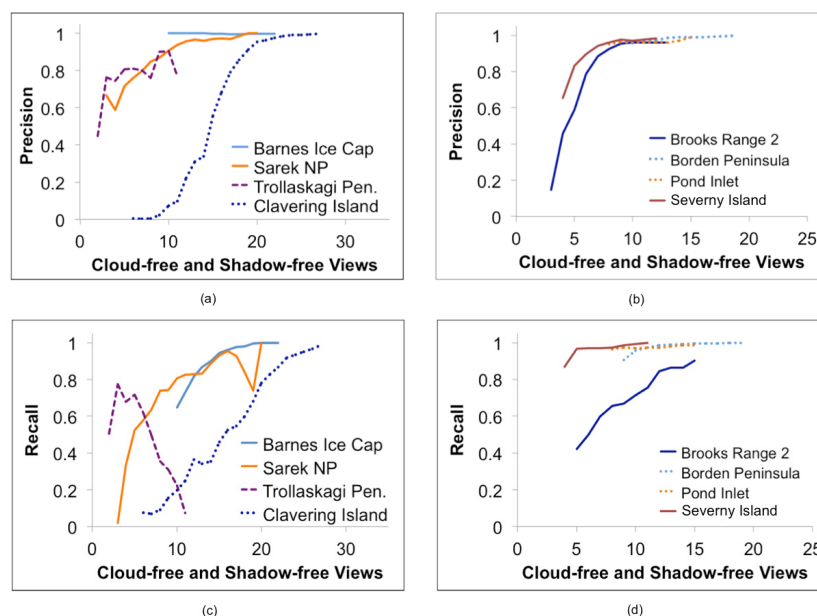 Precision
1
0.8
0.6
0.4
0.2
0
0 10 20 30
Barnes Ice Cap
Sarek NP
Trollaskagi Pen.
Clavering Island
Cloud-free and Shadow-free Views
(a)
Precision
1
0.8
0.6
0.4
0.2
0
0 5 10 15 20 25
Brooks Range 2
Borden Peninsula
Pond Inlet
Severny Island
Cloud-free and Shadow-free Views
(b)
Recall
1
0.8
0.6
0.4
0.2
0
0 10 20 30
Barnes Ice Cap
Sarek NP
Trollaskagi Pen.
Clavering Island
Cloud-free and Shadow-free Views
(c)
Recall
1
0.8
0.6
0.4
0.2
0
0 5 10 15 20 25
Brooks Range 2
Borden Peninsula
Pond Inlet
Severny Island
Cloud-free and Shadow-free Views
(d)